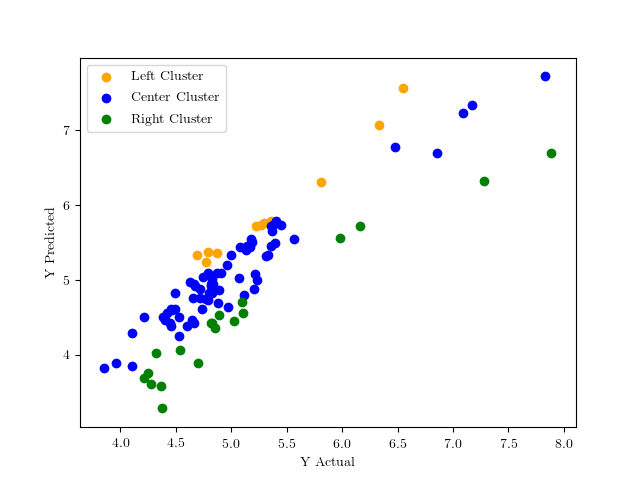 Left Cluster
Center Cluster
Right Cluster
7
6
5
4
Y Predicted
4.0 4.5 5.0 5.5 6.0 6.5 7.0 7.5 8.0
Y Actual